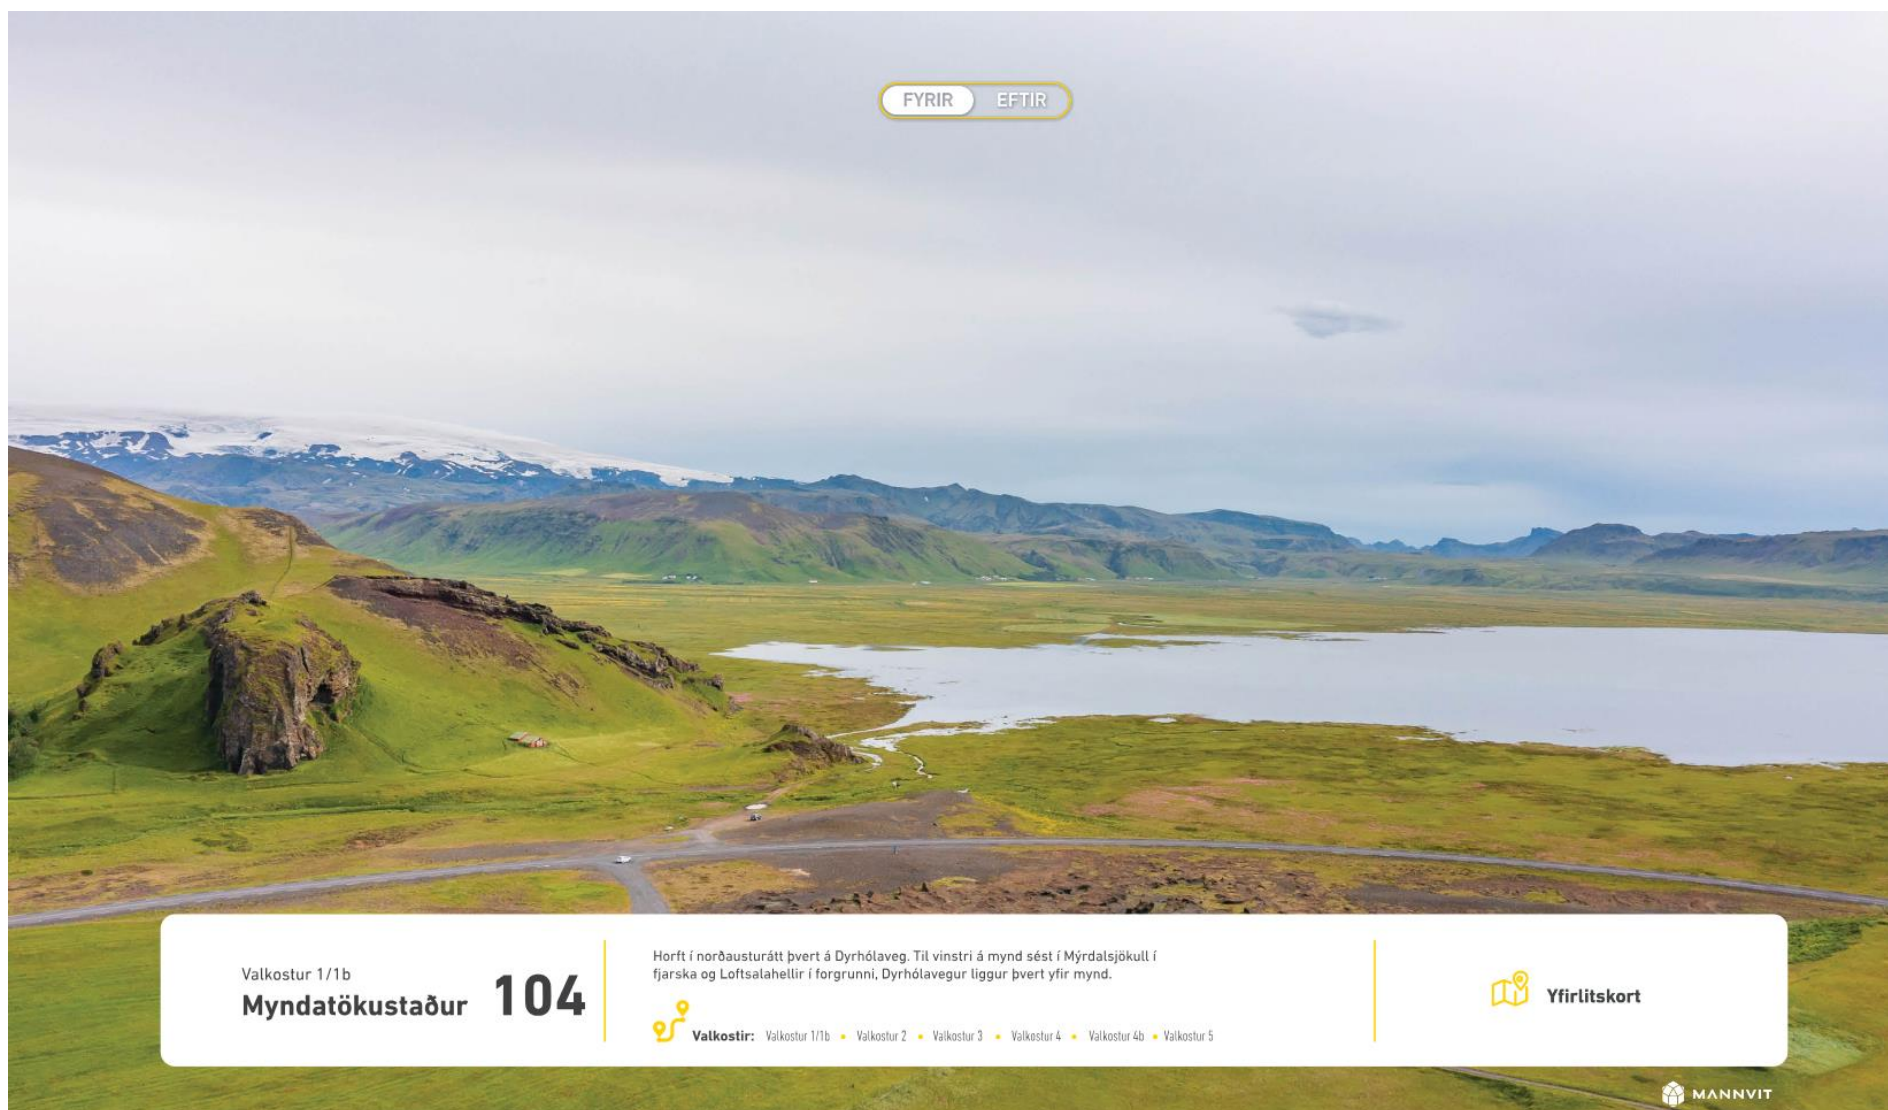 FYRIR EFTIR
Valkostur 1/1b
Myndatökustaður 104
Horft í norðausturátt þvert á Dyrhólaveg. Til vinstri á mynd sést í Mýrdalsjökull í
fjarska og Loftsalahellir í forgrunni, Dyrhólavegur liggur þvert yfir mynd.
Valkostir: Valkostur 1/1b • Valkostur 2 • Valkostur 3 • Valkostur 4 • Valkostur 4b • Valkostur 5
Yfirlitskort
MANNVIT